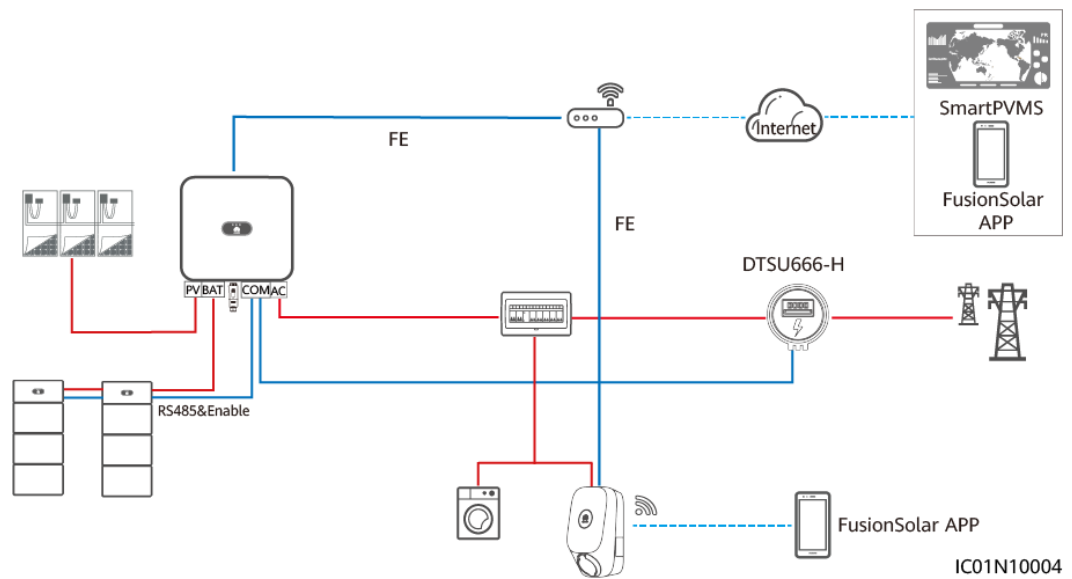 SmartPVMS
FusionSolar
APP
Internet
FE
FE
DTSU666-H
PV
BAT
COM
AC
RS485&Enable
FusionSolar APP
IC01N10004